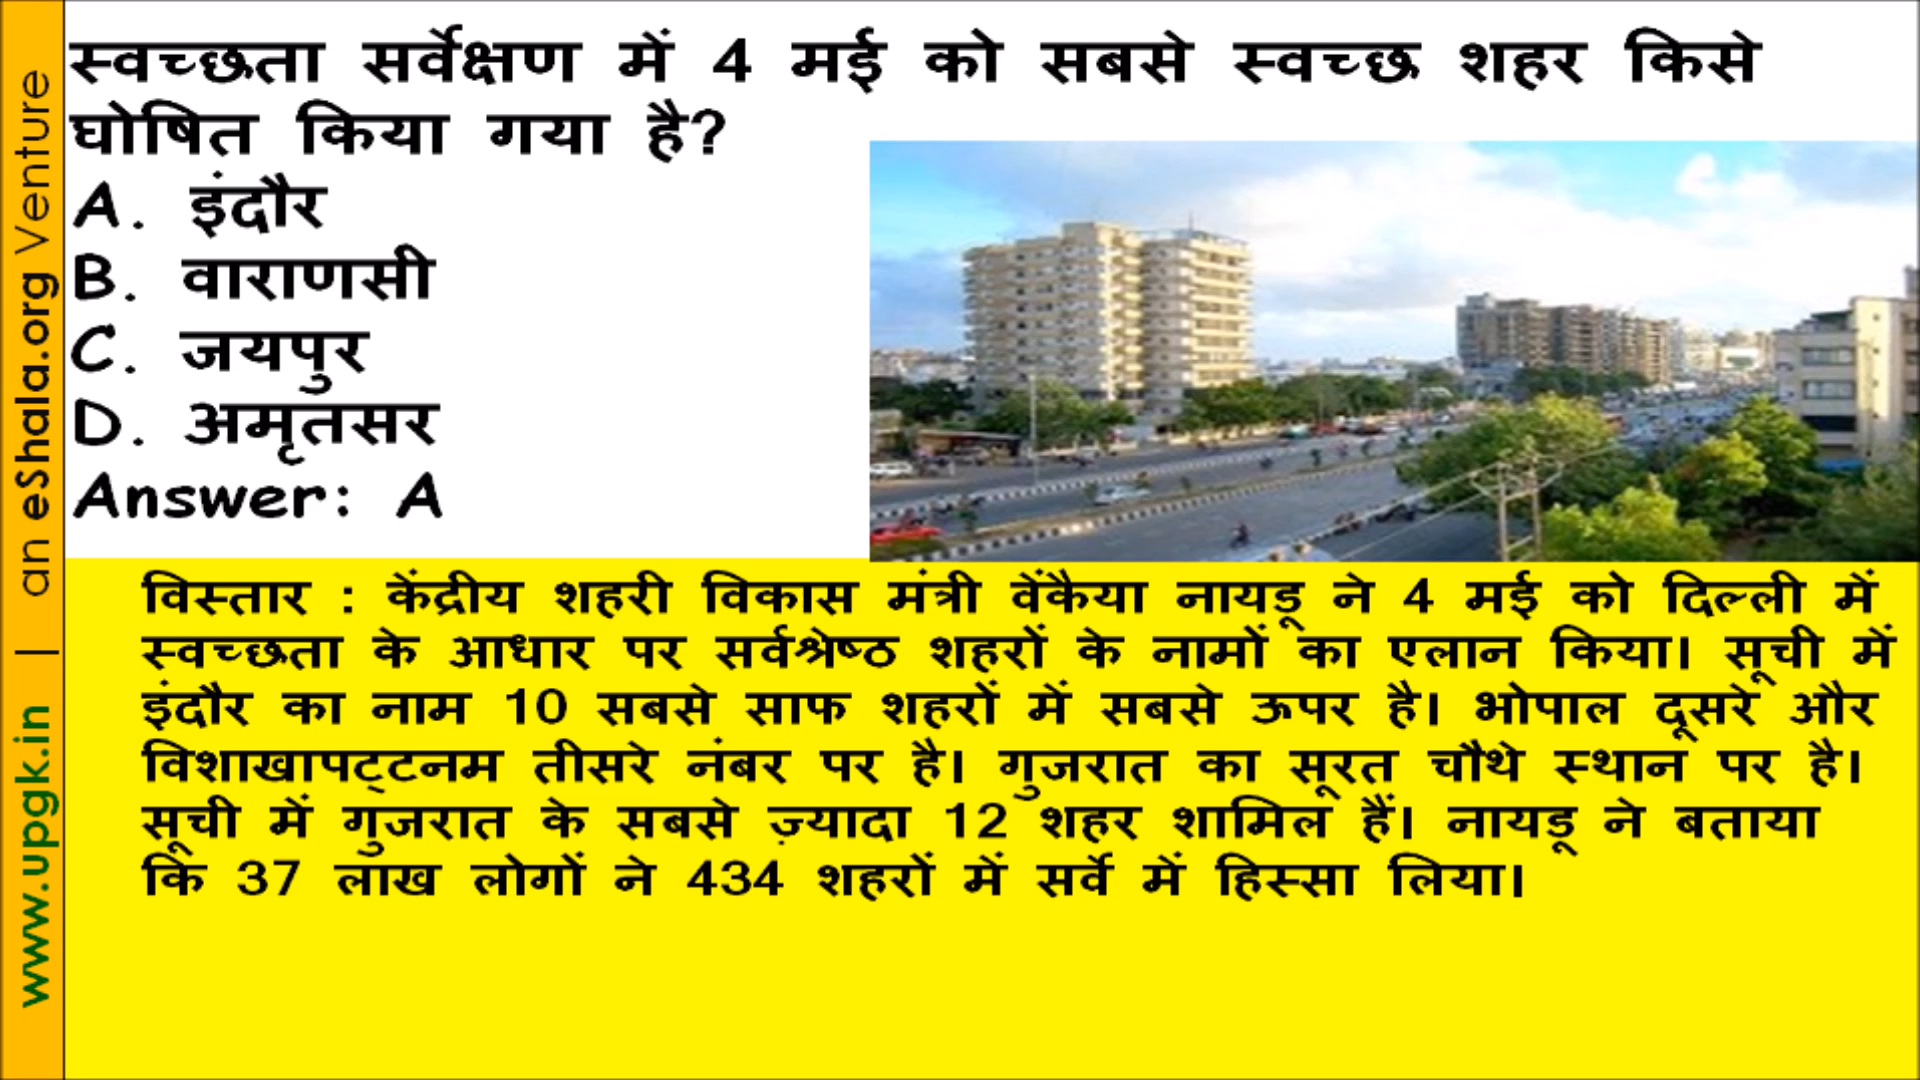 स्वच्छता सर्वेक्षण में 4 मई को सबसे स्वच्छ शहर किसे
घोषित किया गया है?
A. इंदौर
B. वाराणसी
C. जयपुर
D. अमृतसर
Answer: A
विस्तार : केंद्रीय शहरी विकास मंत्री वेंकैया नायडू ने 4 मई को दिल्ली में
स्वच्छता के आधार पर सर्वश्रेष्ठ शहरों के नामों का एलान किया। सूची में
इंदौर का नाम 10 सबसे साफ शहरों में सबसे ऊपर है। भोपाल दूसरे और
विशाखापट्टनम तीसरे नंबर पर है। गुजरात का सूरत चौथे स्थान पर है।
सूची में गुजरात के सबसे ज़्यादा 12 शहर शामिल हैं। नायडू ने बताया
कि 37 लाख लोगों ने 434 शहरों में सर्वे में हिस्सा लिया।
www.upgk.in | an eShala.org Venture